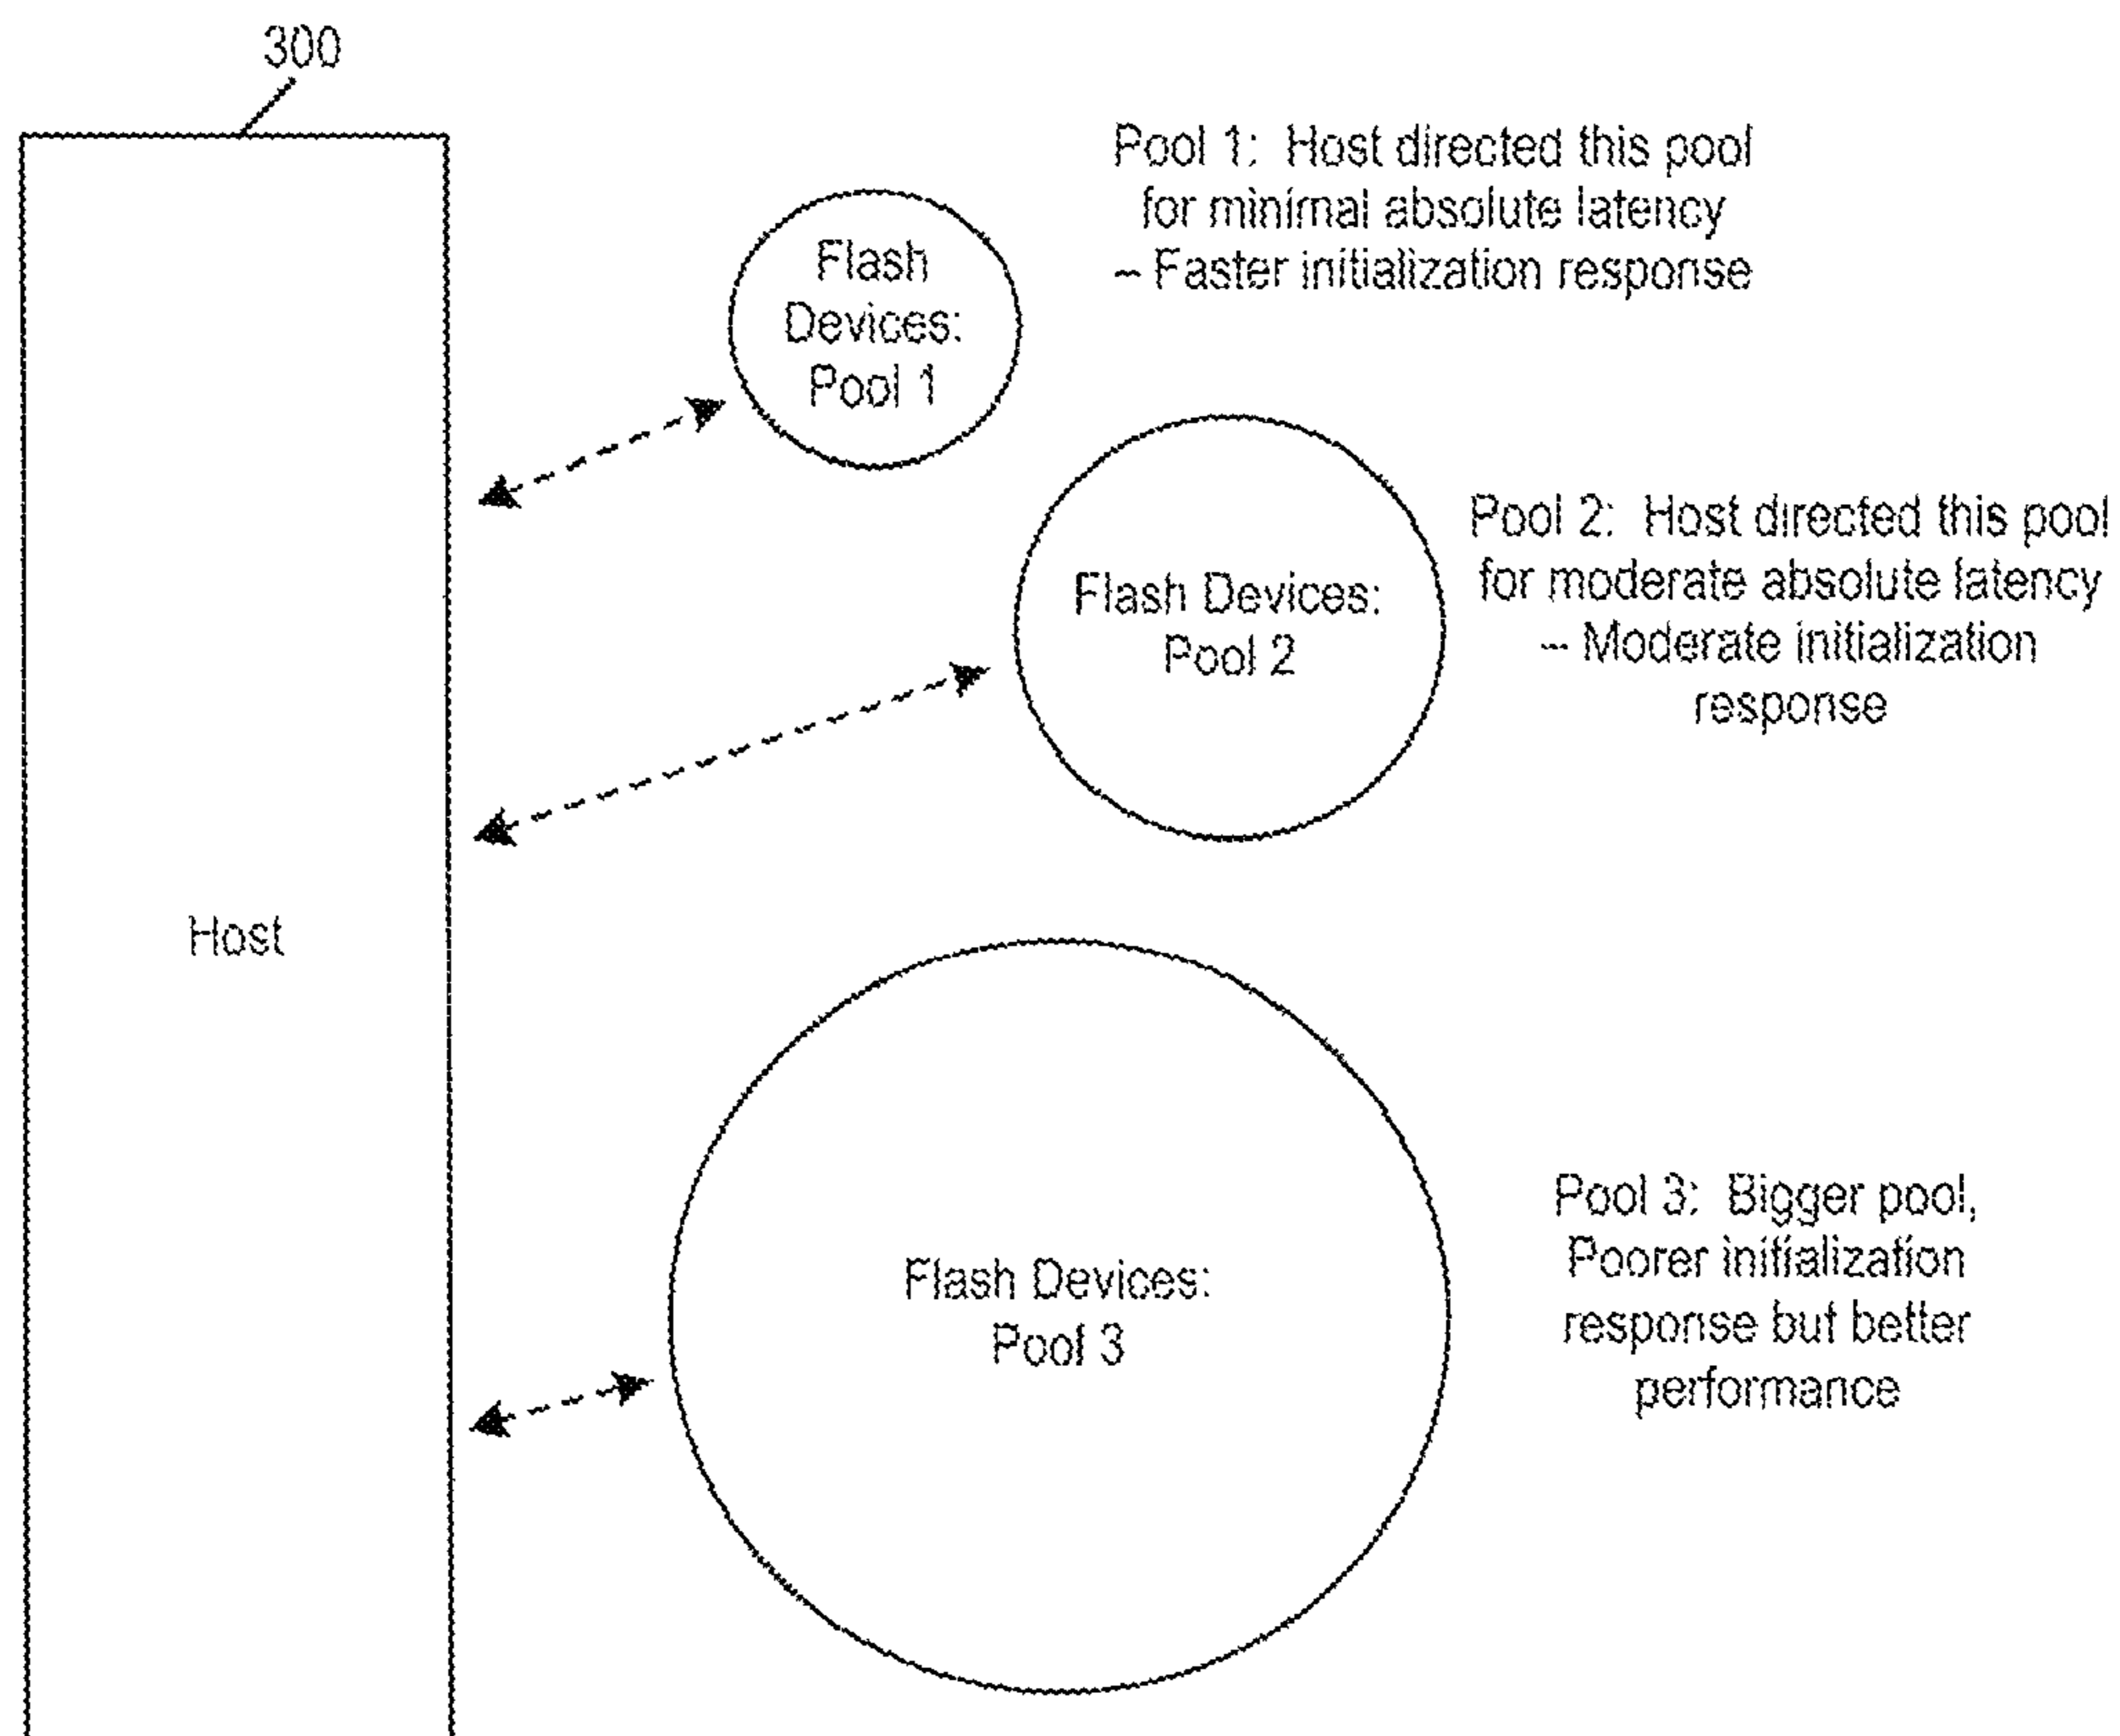 300
Pool 1: Host directed this pool
for minimal absolute latency
-- Faster initialization response
Flash
Devices:
Pool 1
Pool 2: Host directed this pool
for moderate absolute latency
-- Moderate initialization
response
Flash Devices:
Pool 2
Host
Pool 3: Bigger pool,
Poorer initialization
response but better
performance
Flash Devices:
Pool 3